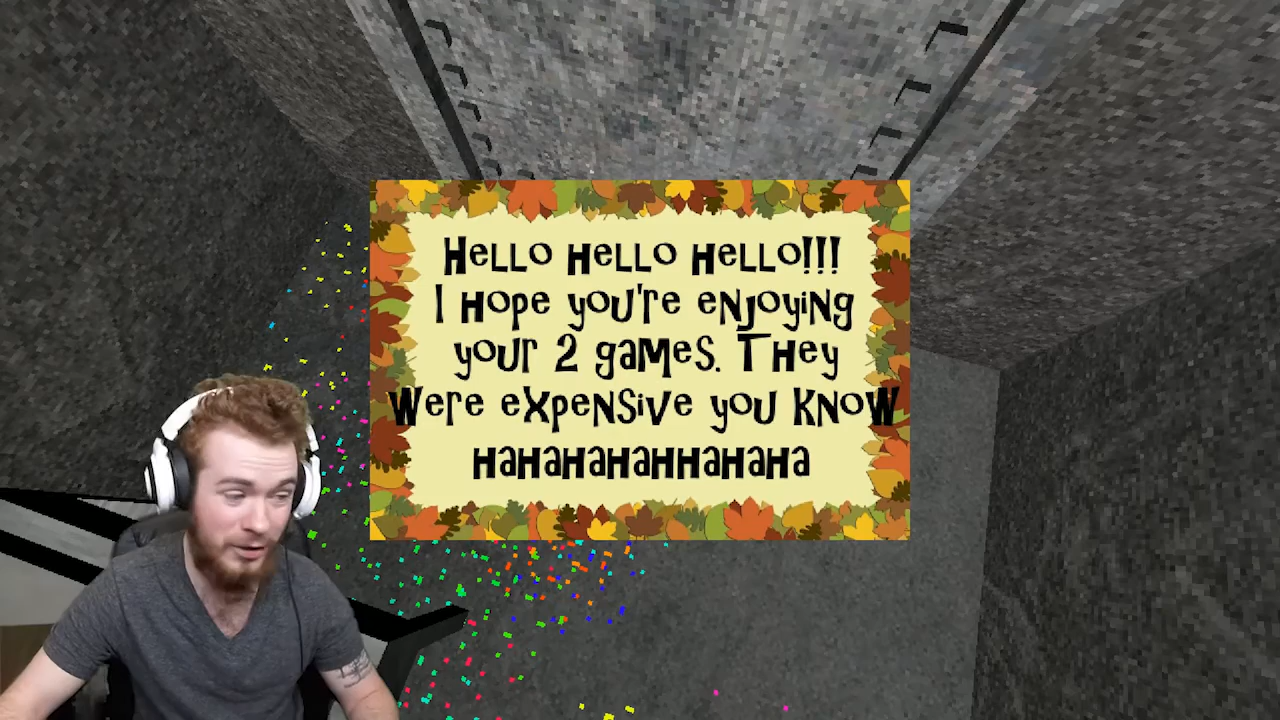 Hello Hello Hello!!!
I Hope you're enjoying
your 2 games. They
Were expensive you know
HaHaHaHaHHaHaHa